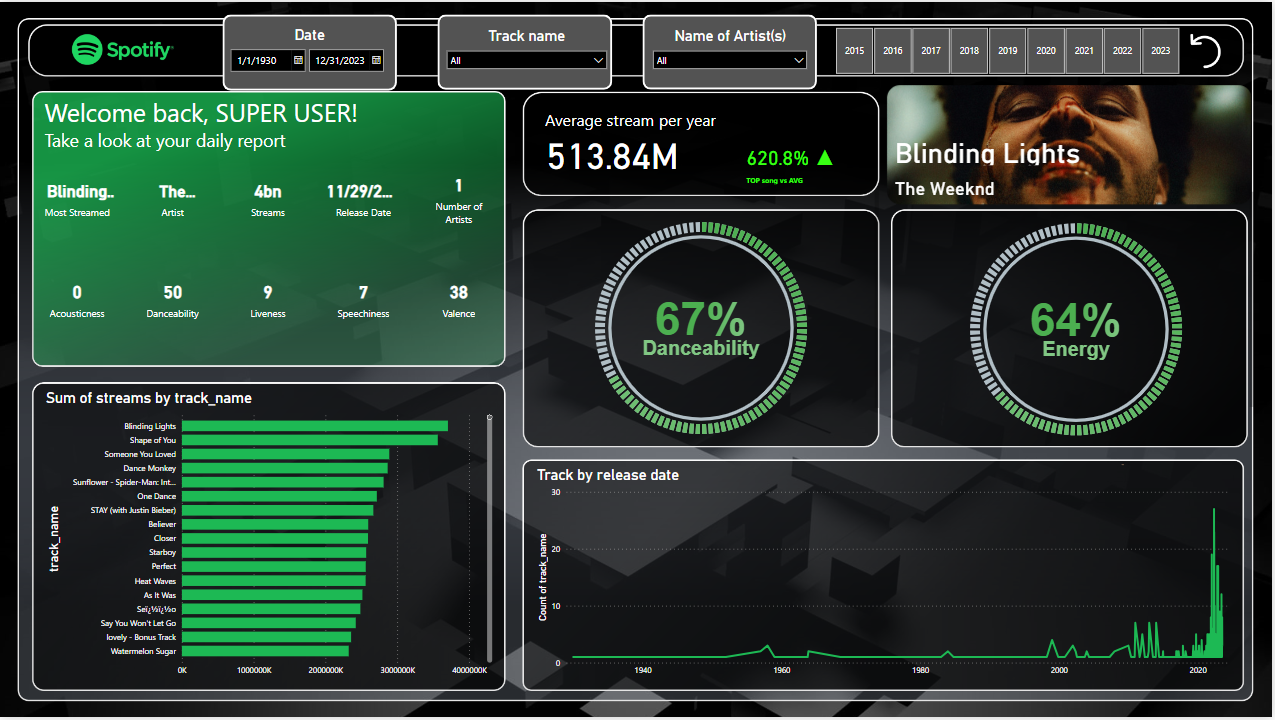 Spotify
Date
1/1/1930
12/31/2023
Track name
All
Name of Artist(s)
All
2015
2016
2017
2018
2019
2020
2021
2022
2023
Welcome back, SUPER USER!
Take a look at your daily report
Blinding..
Most Streamed
The...
Artist
4bn
Streams
11/29/2...
Release Date
1
Number of
Artists
0
Acousticness
50
Danceability
9
Liveness
7
Speechiness
38
Valence
Average stream per year
513.84M
620.8% ▲
TOP song vs AVG
Blinding Lights
The Weeknd
67%
Danceability
64%
Energy
Sum of streams by track_name
track_name
Blinding Lights
Shape of You
Someone You Loved
Dance Monkey
Sunflower - Spider-Man: Int...
One Dance
STAY (with Justin Bieber)
Believer
Closer
Starboy
Perfect
Heat Waves
As It Was
Seï¿½ï¿½o
Say You Won't Let Go
lovely - Bonus Track
Watermelon Sugar
0K
1000000K
2000000K
3000000K
4000000K
Track by release date
Count of track_name
30
20
10
0
1940
1960
1980
2000
2020